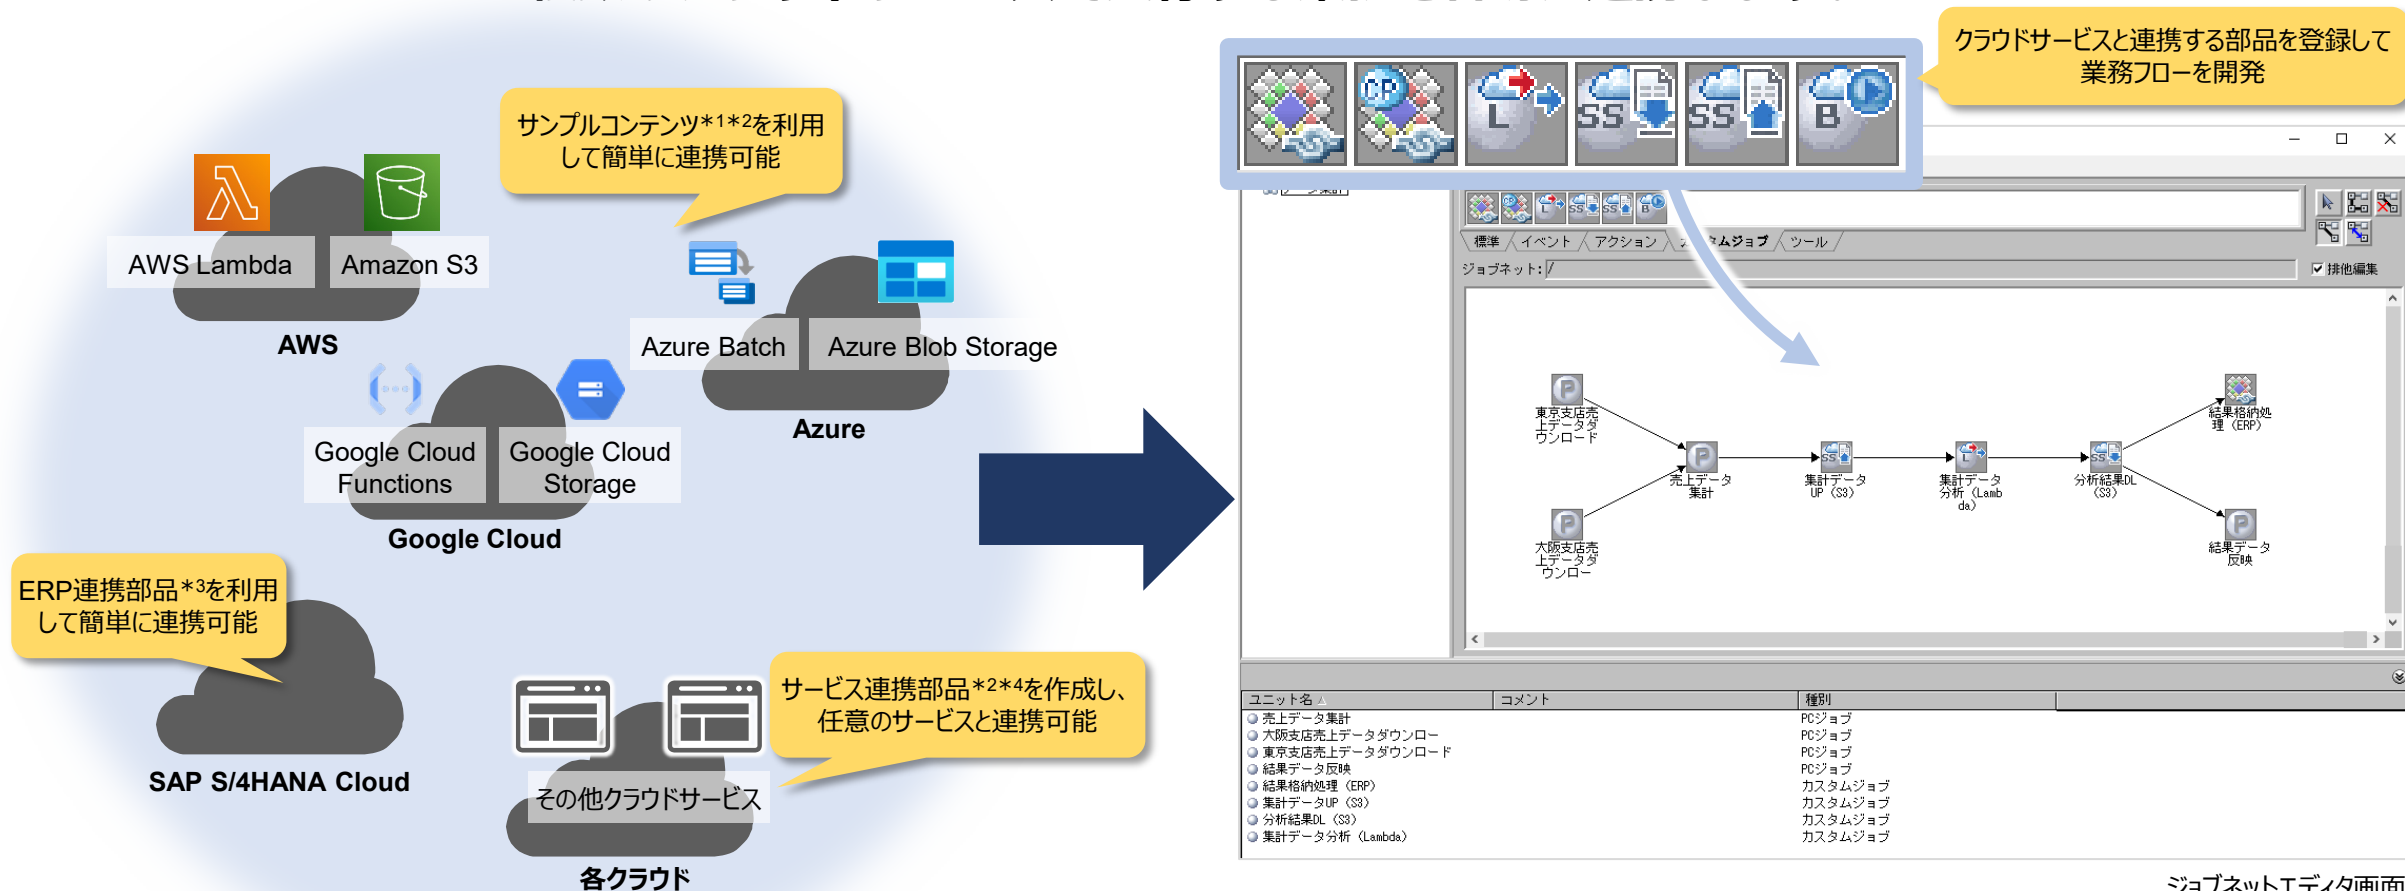 クラウドサービスと連携する部品を登録して
業務フローを開発
サンプルコンテンツ*1*2を利用
して簡単に連携可能
AWS Lambda
Amazon S3
AWS
Azure Batch
Azure Blob Storage
Azure
Google Cloud
Functions
Google Cloud
Storage
Google Cloud
ERP連携部品*3を利用
して簡単に連携可能
SAP S/4HANA Cloud
サービス連携部品*2*4を作成し、
任意のサービスと連携可能
その他クラウドサービス
各クラウド
CP
L
SS
SS
B
標準
イベント
アクション
ムジョブ
ツール
ジョブネット:/
排他編集
東京支店売
上データダ
ウンロード
大阪支店売
上データダ
ウンロー
売上データ
集計
集計データ
UP(S3)
集計データ
分析(Lamb
da)
分析結果DL
(S3)
結果格納処
理(ERP)
結果データ
反映
ユニット名 コメント 種別
売上データ集計 PCジョブ
大阪支店売上データダウンロー PCジョブ
東京支店売上データダウンロード PCジョブ
結果データ反映 PCジョブ
結果格納処理(ERP) カスタムジョブ
集計データUP(S3) カスタムジョブ
分析結果DL(S3) カスタムジョブ
集計データ分析(Lambda) カスタムジョブ
ジョブネットエディタ画面